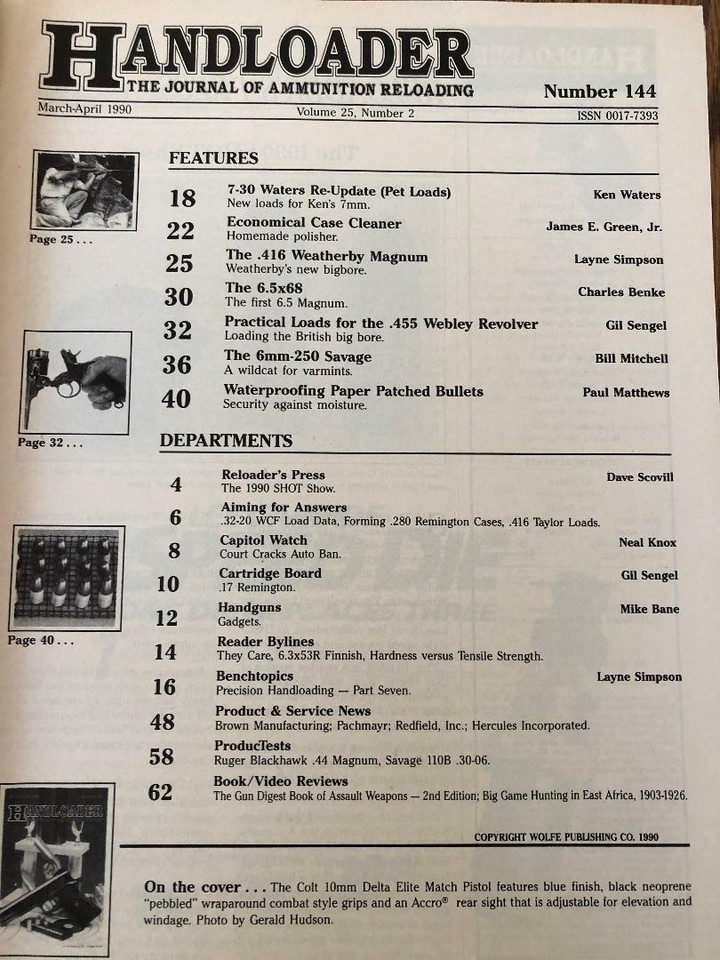 HANDLOADER
THE JOURNAL OF AMMUNITION RELOADING
Number 144
March-April 1990 Volume 25, Number 2 ISSN 0017-7393
FEATURES
18 7-30 Waters Re-Update (Pet Loads) Ken Waters
New loads for Ken's 7mm.
22 Economical Case Cleaner James E. Green, Jr.
Homemade polisher.
25 The .416 Weatherby Magnum Layne Simpson
Weatherby's new bigbore.
30 The 6.5x68 Charles Benke
The first 6.5 Magnum.
32 Practical Loads for the .455 Webley Revolver Gil Sengel
Loading the British big bore.
36 The 6mm-250 Savage Bill Mitchell
A wildcat for varmints.
40 Waterproofing Paper Patched Bullets Paul Matthews
Security against moisture.
Page 25 . . .
Page 32 . . .
Page 40 . . .
DEPARTMENTS
4 Reloader's Press Dave Scovill
The 1990 SHOT Show.
6 Aiming for Answers
.32-20 WCF Load Data, Forming .280 Remington Cases, .416 Taylor Loads.
8 Capitol Watch Neal Knox
Court Cracks Auto Ban.
10 Cartridge Board Gil Sengel
.17 Remington.
12 Handguns Mike Bane
Gadgets.
14 Reader Bylines
They Care, 6.3x53R Finnish, Hardness versus Tensile Strength.
16 Benchtopics Layne Simpson
Precision Handloading — Part Seven.
48 Product & Service News
Brown Manufacturing; Pachmayr; Redfield, Inc.; Hercules Incorporated.
58 ProducTests
Ruger Blackhawk .44 Magnum, Savage 110B .30-06.
62 Book/Video Reviews
The Gun Digest Book of Assault Weapons — 2nd Edition; Big Game Hunting in East Africa, 1903-1926.
COPYRIGHT WOLFE PUBLISHING CO. 1990
HANDLOADER
On the cover . . . The Colt 10mm Delta Elite Match Pistol features blue finish, black neoprene
"pebbled" wraparound combat style grips and an Accro® rear sight that is adjustable for elevation and
windage. Photo by Gerald Hudson.